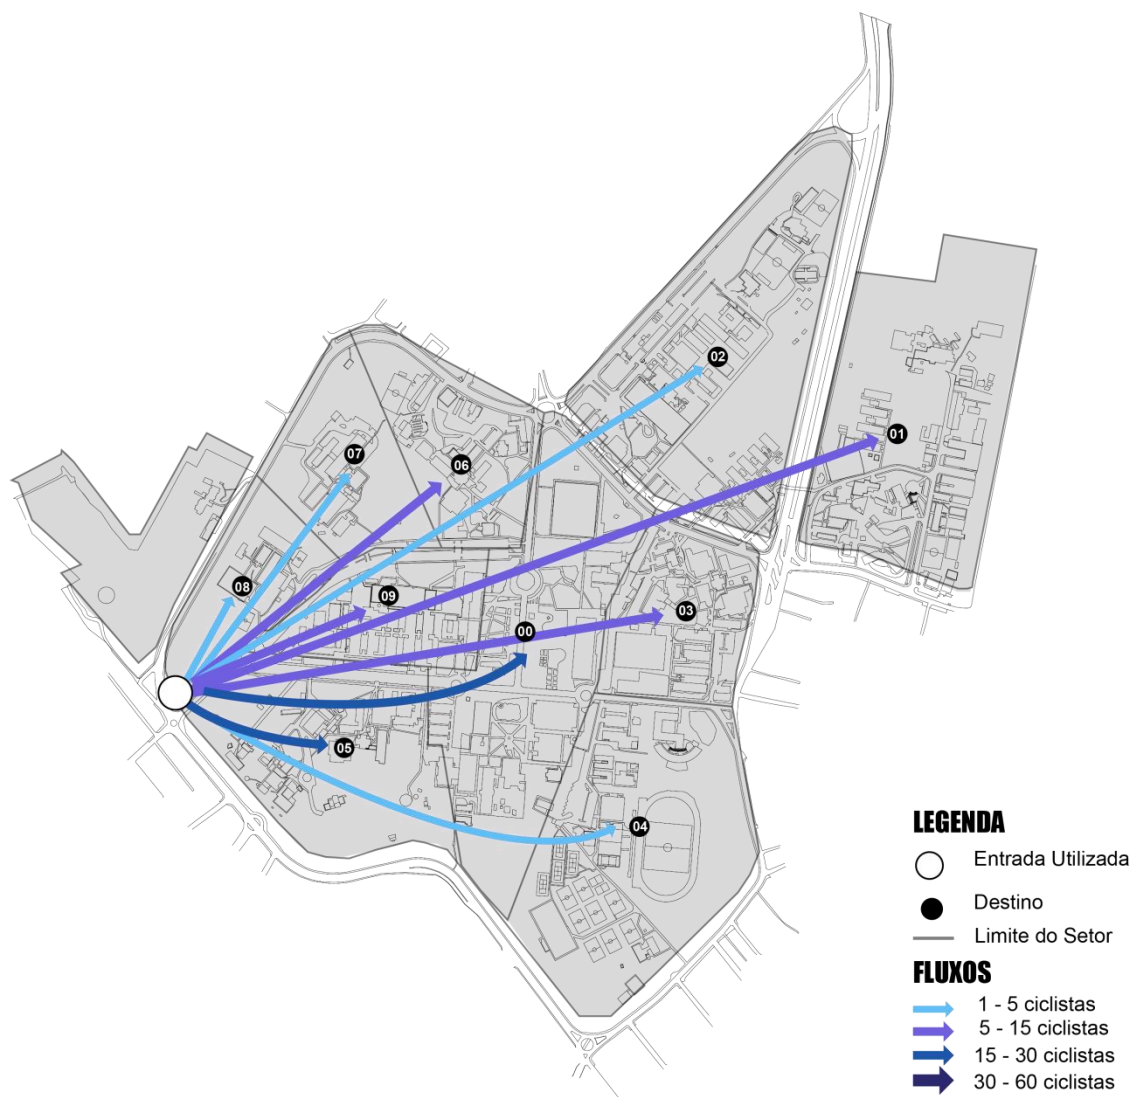 02
01
07
06
08
09
03
00
05
04
LEGENDA
Entrada Utilizada
Destino
Limite do Setor
FLUXOS
1 - 5 ciclistas
5 - 15 ciclistas
15 - 30 ciclistas
30 - 60 ciclistas